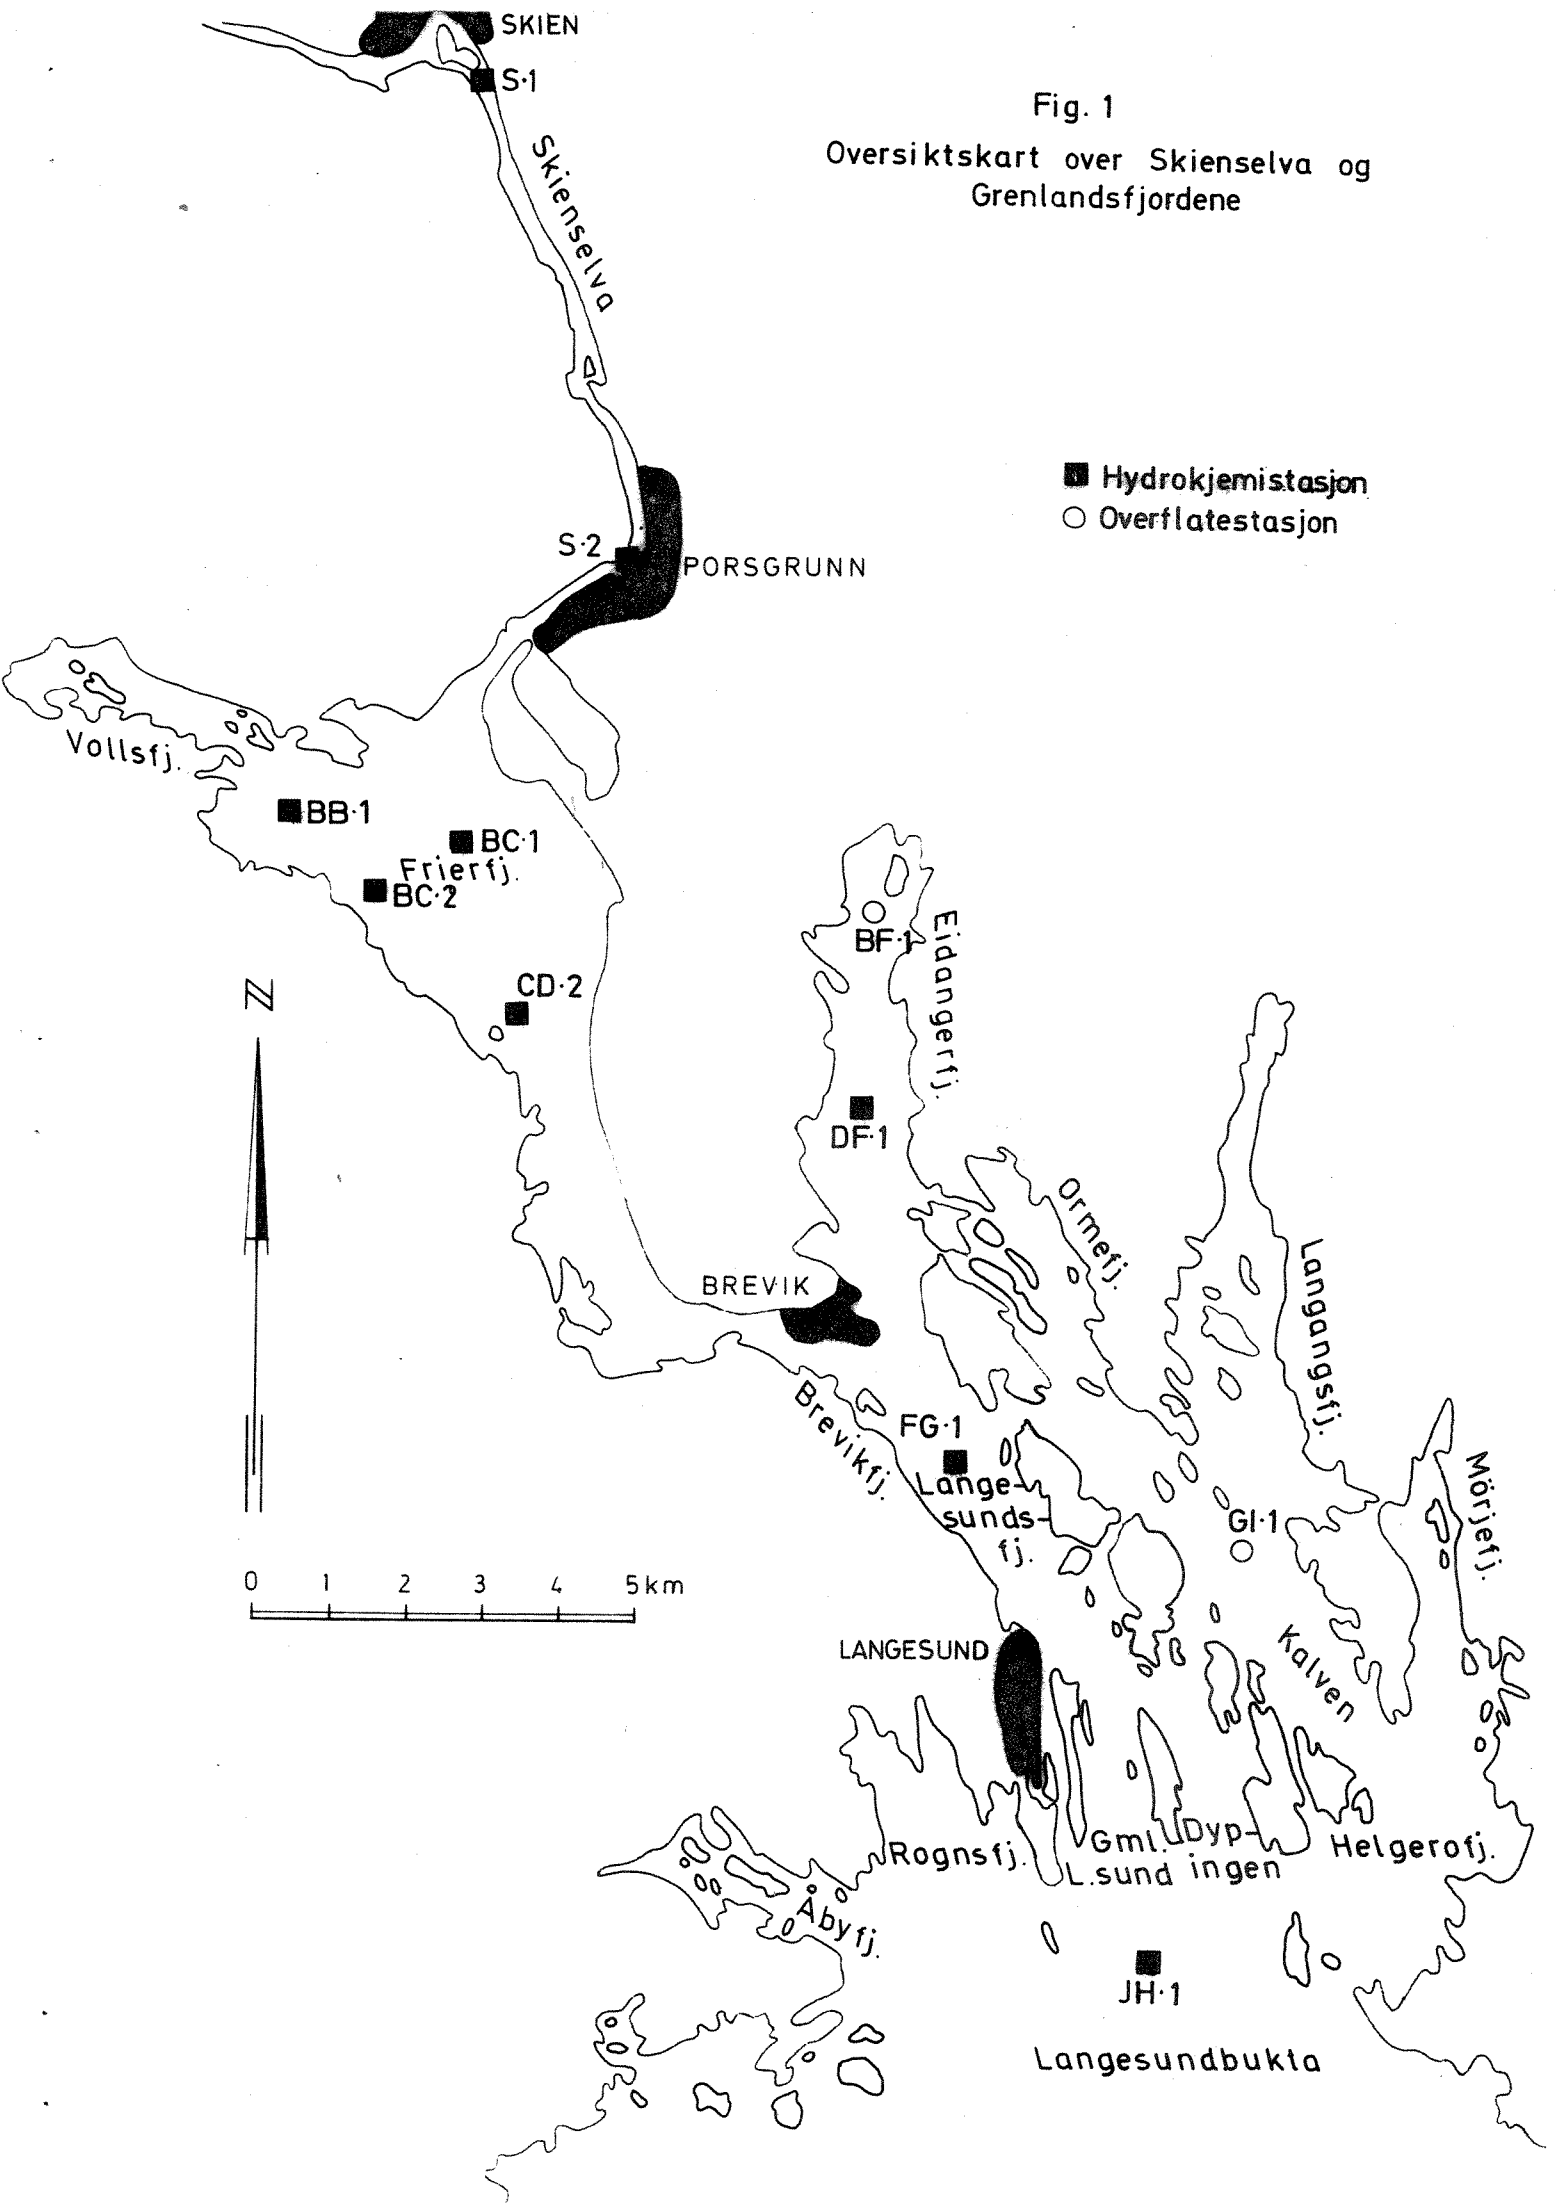 SKIEN
S·1
Fig. 1
Oversiktskart over Skienselva og
Grenlandsfjordene
Skienselva
Hydrokjemistasjon
Overflatestasjon
S·2
PORSGRUNN
Vollsfj.
BB·1
BC·1
Frierfj.
BC·2
BF·1
Eidangerfj.
CD·2
N
DF·1
Ormefj.
Langangsfj.
BREVIK
Brevikfj.
FG·1
Lange-
sunds-
fj.
Mörjefj.
GI·1
0 1 2 3 4 5 km
LANGESUND
Kalven
Rognsfj.
Gml.
L.sund
Dyp-
ingen
Helgerofj.
Åbyfj.
JH·1
Langesundbukta